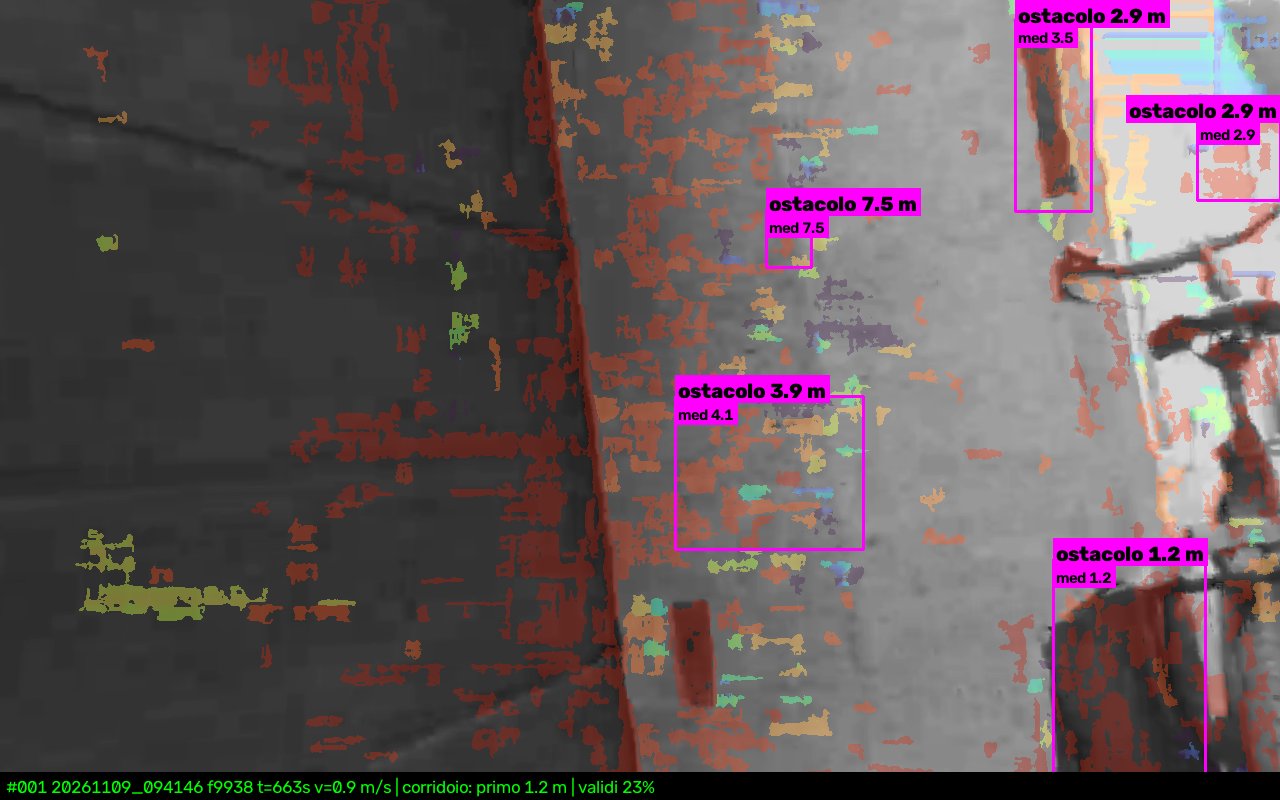 ostacolo 2.9 m
med 3.5
ostacolo 2.9 m
med 2.9
ostacolo 7.5 m
med 7.5
ostacolo 3.9 m
med 4.1
ostacolo 1.2 m
med 1.2
#001 20261109_094146 f9938 t=663s v=0.9 m/s | corridoio: primo 1.2 m | validi 23%